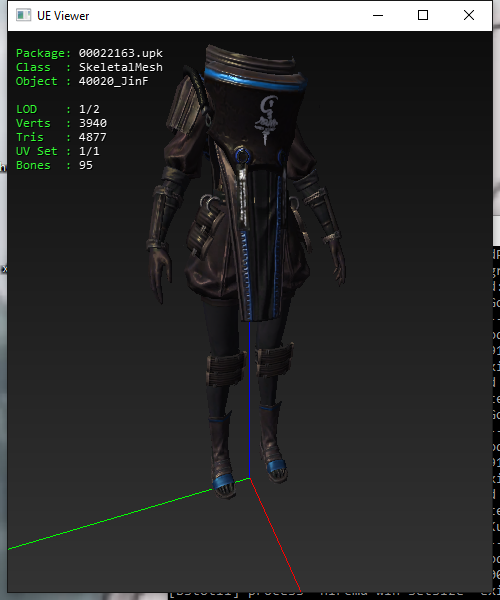 UE Viewer
Package: 00022163.upk
Class : SkeletalMesh
Object : 40020_JinF
LOD : 1/2
Verts : 3940
Tris : 4877
UV Set : 1/1
Bones : 95